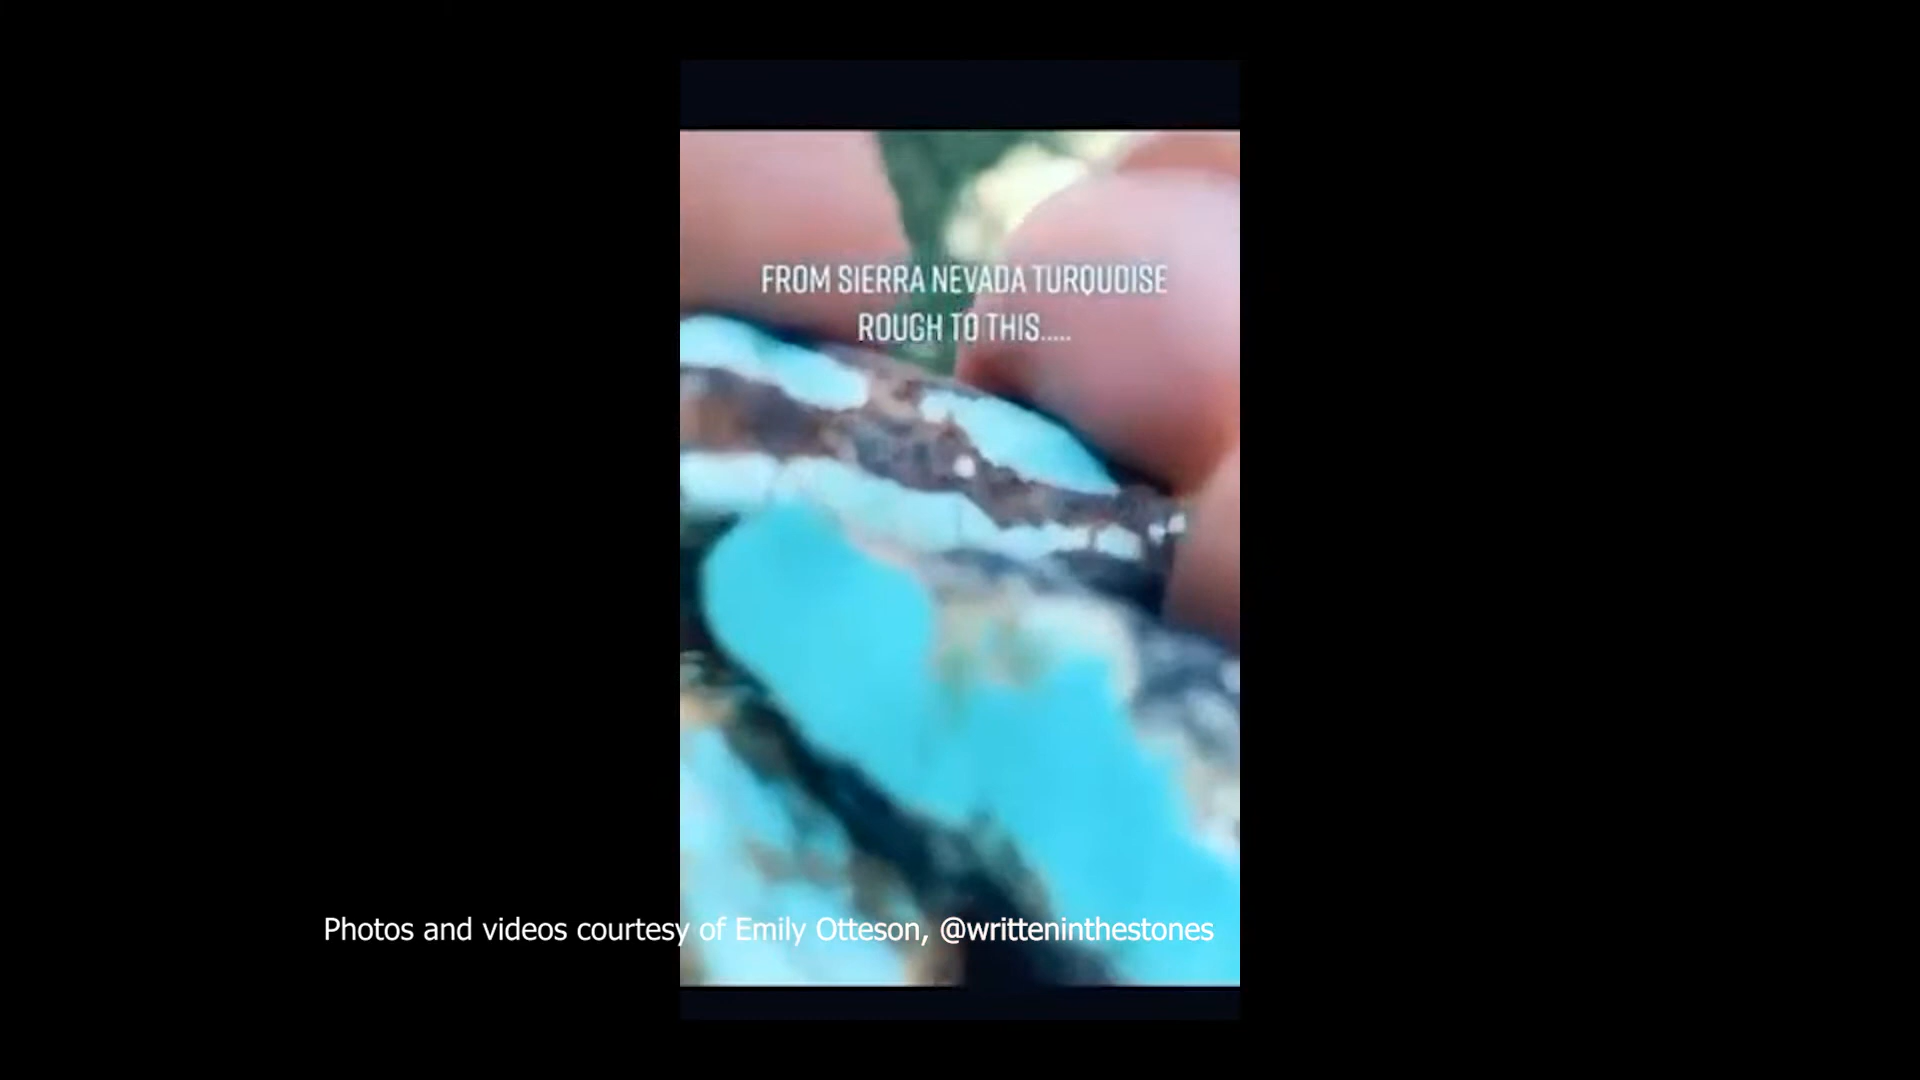 FROM SIERRA NEVADA TURQUOISE
ROUGH TO THIS.....
Photos and videos courtesy of Emily Otteson, @writteninthestones